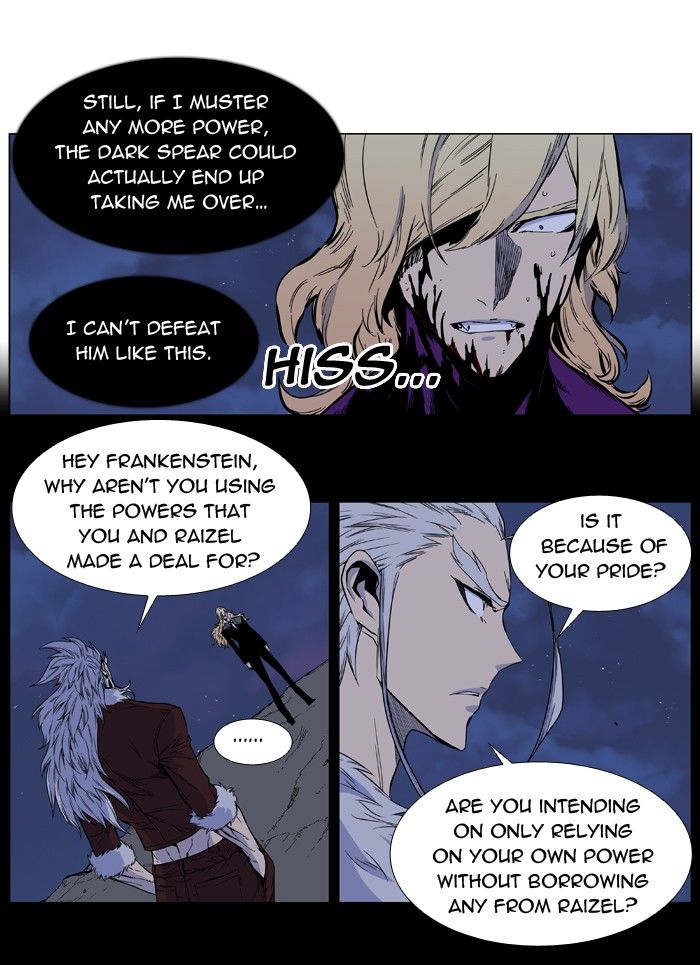 STILL, IF I MUSTER
ANY MORE POWER,
THE DARK SPEAR COULD
ACTUALLY END UP
TAKING ME OVER...
I CAN'T DEFEAT
HIM LIKE THIS.
HISS...
HEY FRANKENSTEIN,
WHY AREN'T YOU USING
THE POWERS THAT
YOU AND RAIZEL
MADE A DEAL FOR?
......
IS IT
BECAUSE OF
YOUR PRIDE?
ARE YOU INTENDING
ON ONLY RELYING
ON YOUR OWN POWER
WITHOUT BORROWING
ANY FROM RAIZEL?